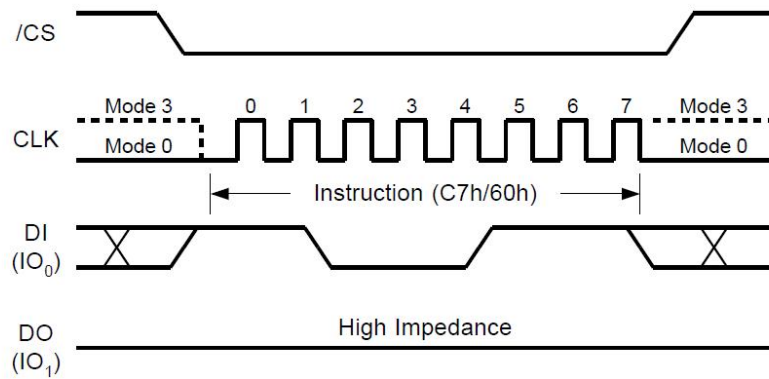 /CS
Mode 3 0 1 2 3 4 5 6 7 Mode 3
CLK
Mode 0 Mode 0
Instruction (C7h/60h)
DI
(IO₀)
DO High Impedance
(IO₁)